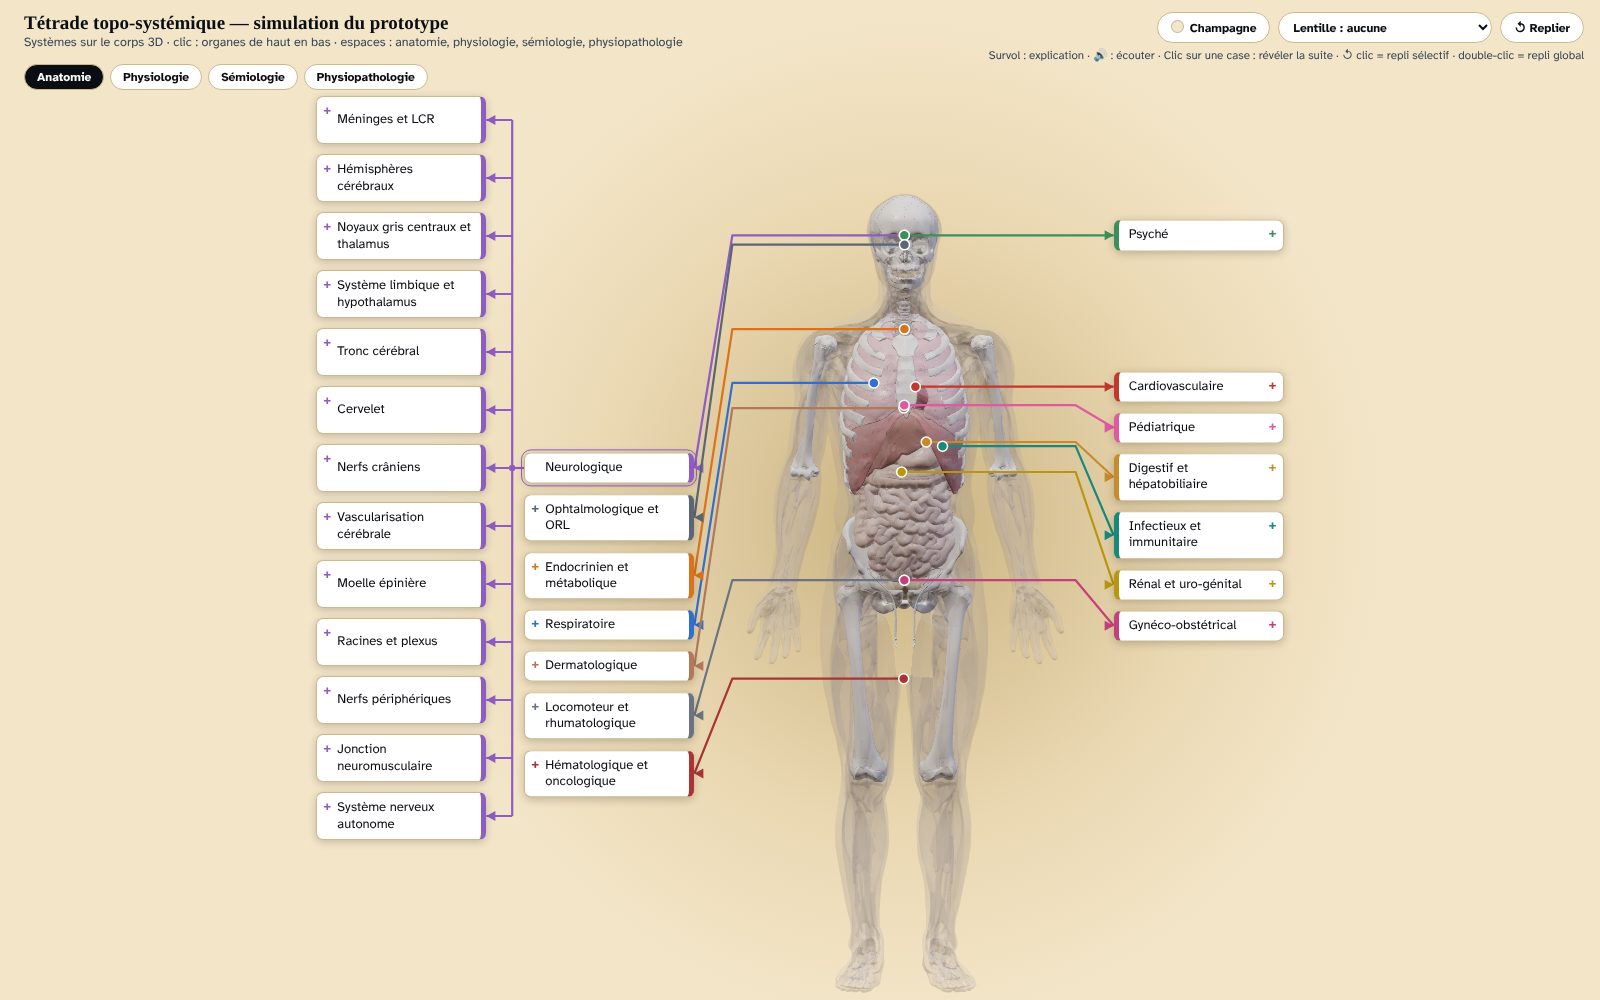 Tétrade topo-systémique — simulation du prototype
Systèmes sur le corps 3D · clic : organes de haut en bas · espaces : anatomie, physiologie, sémiologie, physiopathologie
Champagne
Lentille : aucune
↺ Replier
Survol : explication · 🔊 : écouter · Clic sur une case : révéler la suite · ↺ clic = repli sélectif · double-clic = repli global
Anatomie
Physiologie
Sémiologie
Physiopathologie
+ Méninges et LCR
+ Hémisphères
cérébraux
+ Noyaux gris centraux et
thalamus
+ Système limbique et
hypothalamus
+ Tronc cérébral
+ Cervelet
+ Nerfs crâniens
+ Vascularisation
cérébrale
+ Moelle épinière
+ Racines et plexus
+ Nerfs périphériques
+ Jonction
neuromusculaire
+ Système nerveux
autonome
Neurologique
+ Ophtalmologique et
ORL
+ Endocrinien et
métabolique
+ Respiratoire
+ Dermatologique
+ Locomoteur et
rhumatologique
+ Hématologique et
oncologique
Psyché +
Cardiovasculaire +
Pédiatrique +
Digestif et +
hépatobiliaire
Infectieux et +
immunitaire
Rénal et uro-génital +
Gynéco-obstétrical +